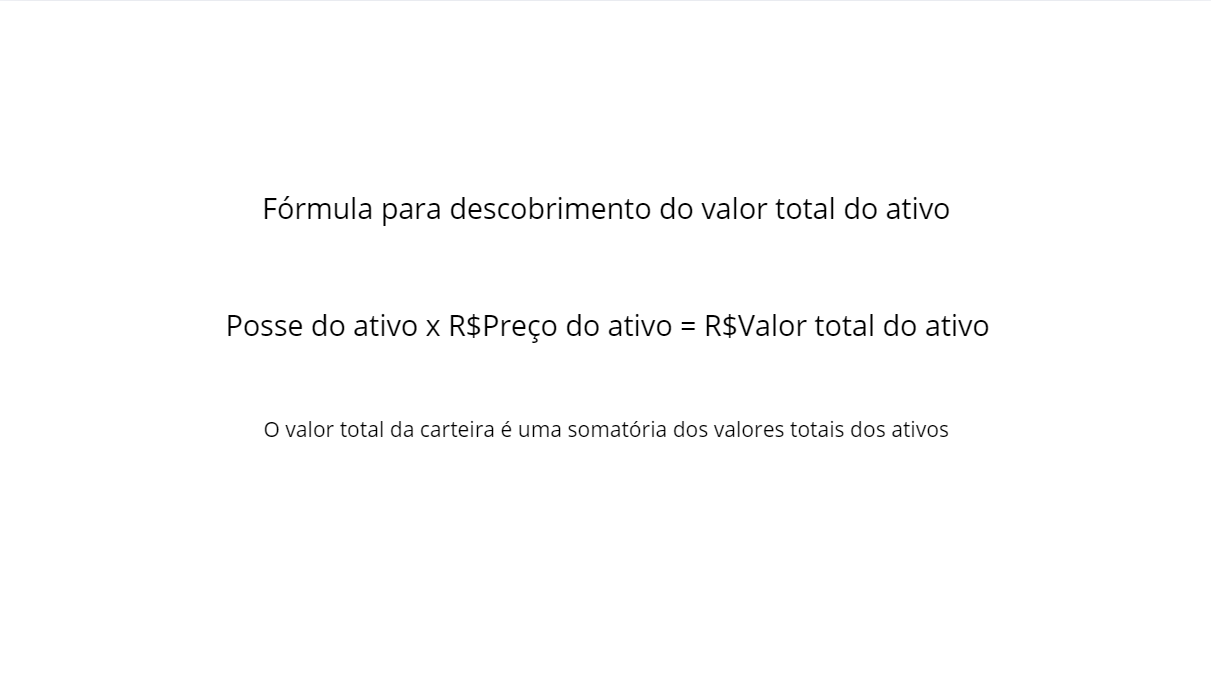 Fórmula para descobrimento do valor total do ativo
Posse do ativo x R$Preço do ativo = R$Valor total do ativo
O valor total da carteira é uma somatória dos valores totais dos ativos